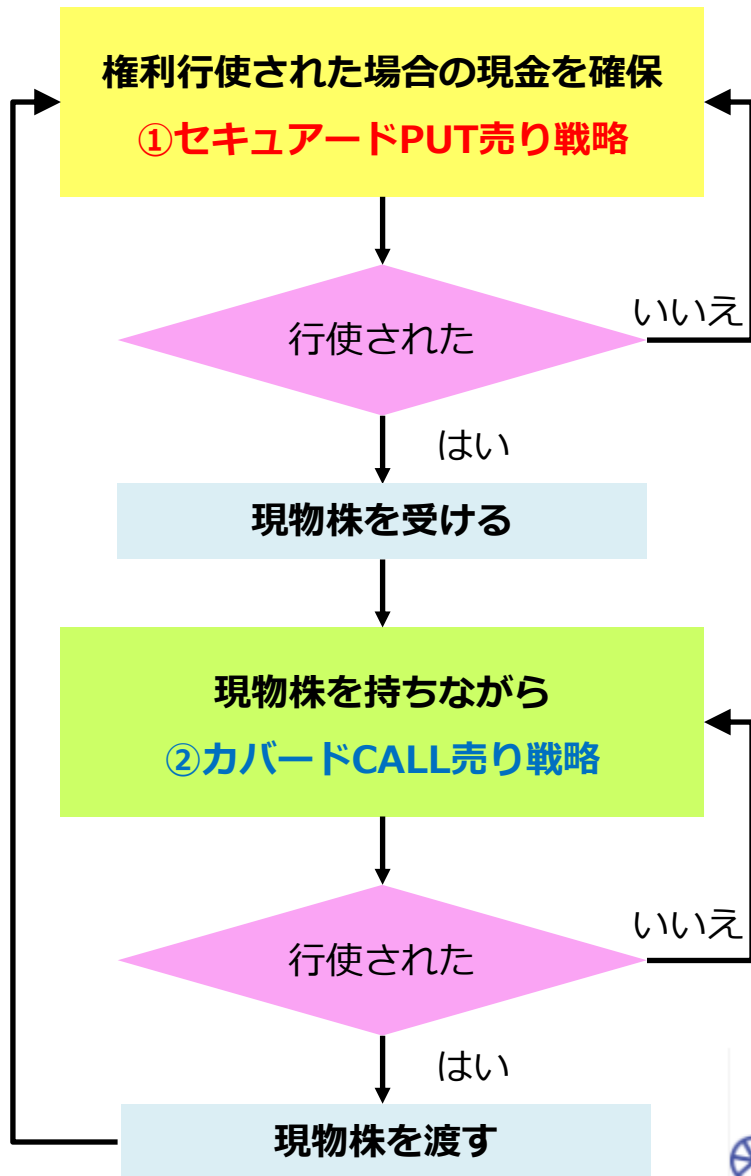 権利行使された場合の現金を確保
①セキュアードPUT売り戦略
行使された
いいえ
はい
現物株を受ける
現物株を持ちながら
②カバードCALL売り戦略
行使された
いいえ
はい
現物株を渡す